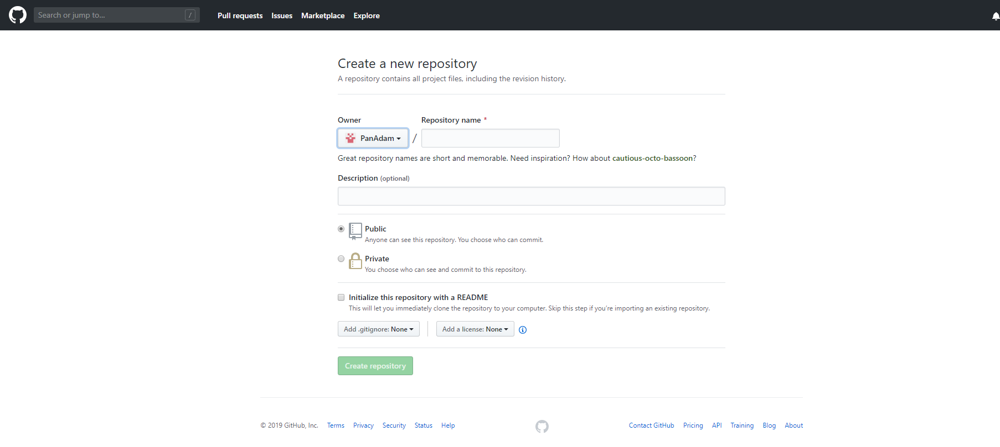 Search or jump to... /
Pull requests Issues Marketplace Explore
Create a new repository
A repository contains all project files, including the revision history.
Owner Repository name *
PanAdam /
Great repository names are short and memorable. Need inspiration? How about cautious-octo-bassoon?
Description (optional)
Public
Anyone can see this repository. You choose who can commit.
Private
You choose who can see and commit to this repository.
Initialize this repository with a README
This will let you immediately clone the repository to your computer. Skip this step if you're importing an existing repository.
Add .gitignore: None Add a license: None
Create repository
© 2019 GitHub, Inc. Terms Privacy Security Status Help Contact GitHub Pricing API Training Blog About